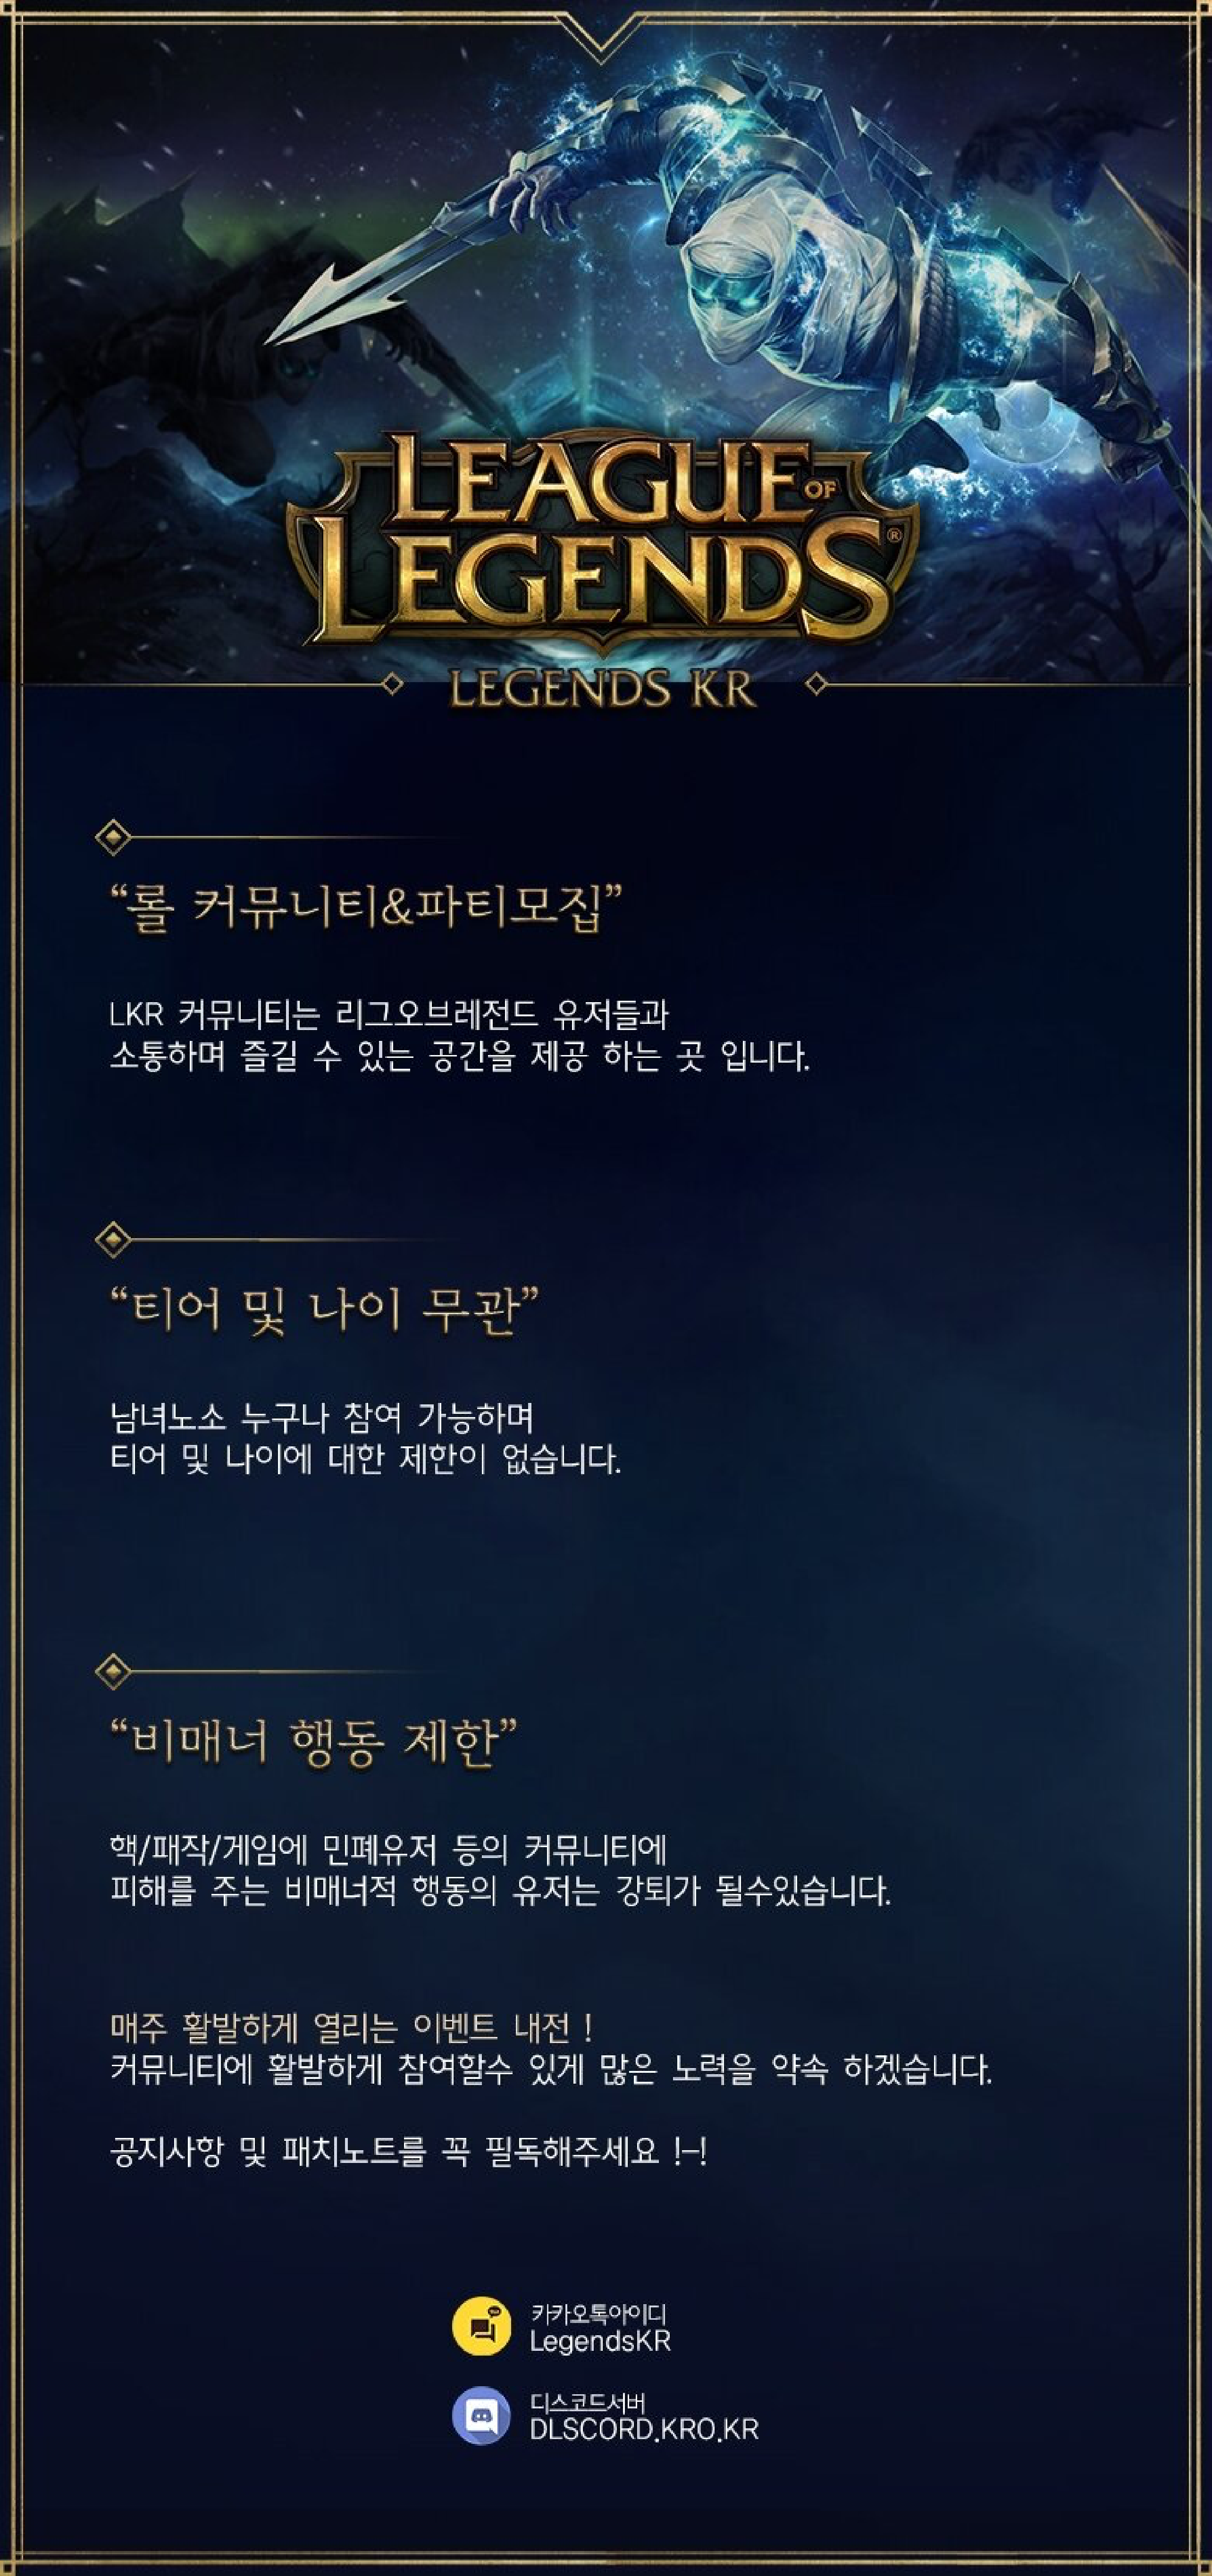 LEAGUE OF
LEGENDS®
LEGENDS KR
“롤 커뮤니티&파티모집”
LKR 커뮤니티는 리그오브레전드 유저들과
소통하며 즐길 수 있는 공간을 제공 하는 곳 입니다.
“티어 및 나이 무관”
남녀노소 누구나 참여 가능하며
티어 및 나이에 대한 제한이 없습니다.
“비매너 행동 제한”
핵/패작/게임에 민폐유저 등의 커뮤니티에
피해를 주는 비매너적 행동의 유저는 강퇴가 될수있습니다.
매주 활발하게 열리는 이벤트 내전 !
커뮤니티에 활발하게 참여할수 있게 많은 노력을 약속 하겠습니다.
공지사항 및 패치노트를 꼭 필독해주세요 !-!
카카오톡아이디
LegendsKR
디스코드서버
DLSCORD.KRO.KR